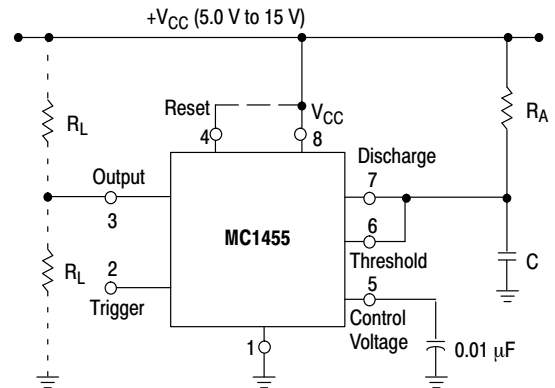 +VCC (5.0 V to 15 V)
Reset
VCC
RL
RA
4
8
Discharge
7
Output
3
MC1455
6
Threshold
C
RL
2
Trigger
5
Control
Voltage
0.01 µF
1